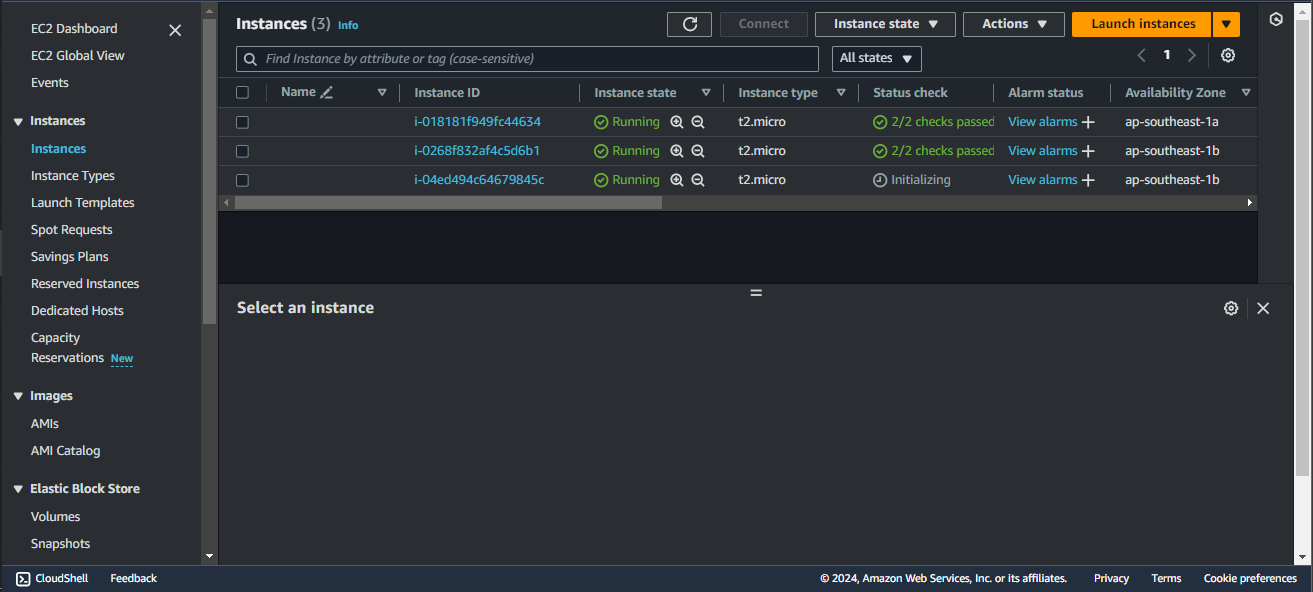 EC2 Dashboard
EC2 Global View
Events
Instances
Instances
Instance Types
Launch Templates
Spot Requests
Savings Plans
Reserved Instances
Dedicated Hosts
Capacity
Reservations New
Images
AMIs
AMI Catalog
Elastic Block Store
Volumes
Snapshots
Instances (3) Info
Connect
Instance state
Actions
Launch instances
Find Instance by attribute or tag (case-sensitive)
All states
1
Name Instance ID Instance state Instance type Status check Alarm status Availability Zone
i-018181f949fc44634 Running t2.micro 2/2 checks passed View alarms ap-southeast-1a
i-0268f832af4c5d6b1 Running t2.micro 2/2 checks passed View alarms ap-southeast-1b
i-04ed494c64679845c Running t2.micro Initializing View alarms ap-southeast-1b
Select an instance
CloudShell Feedback © 2024, Amazon Web Services, Inc. or its affiliates. Privacy Terms Cookie preferences